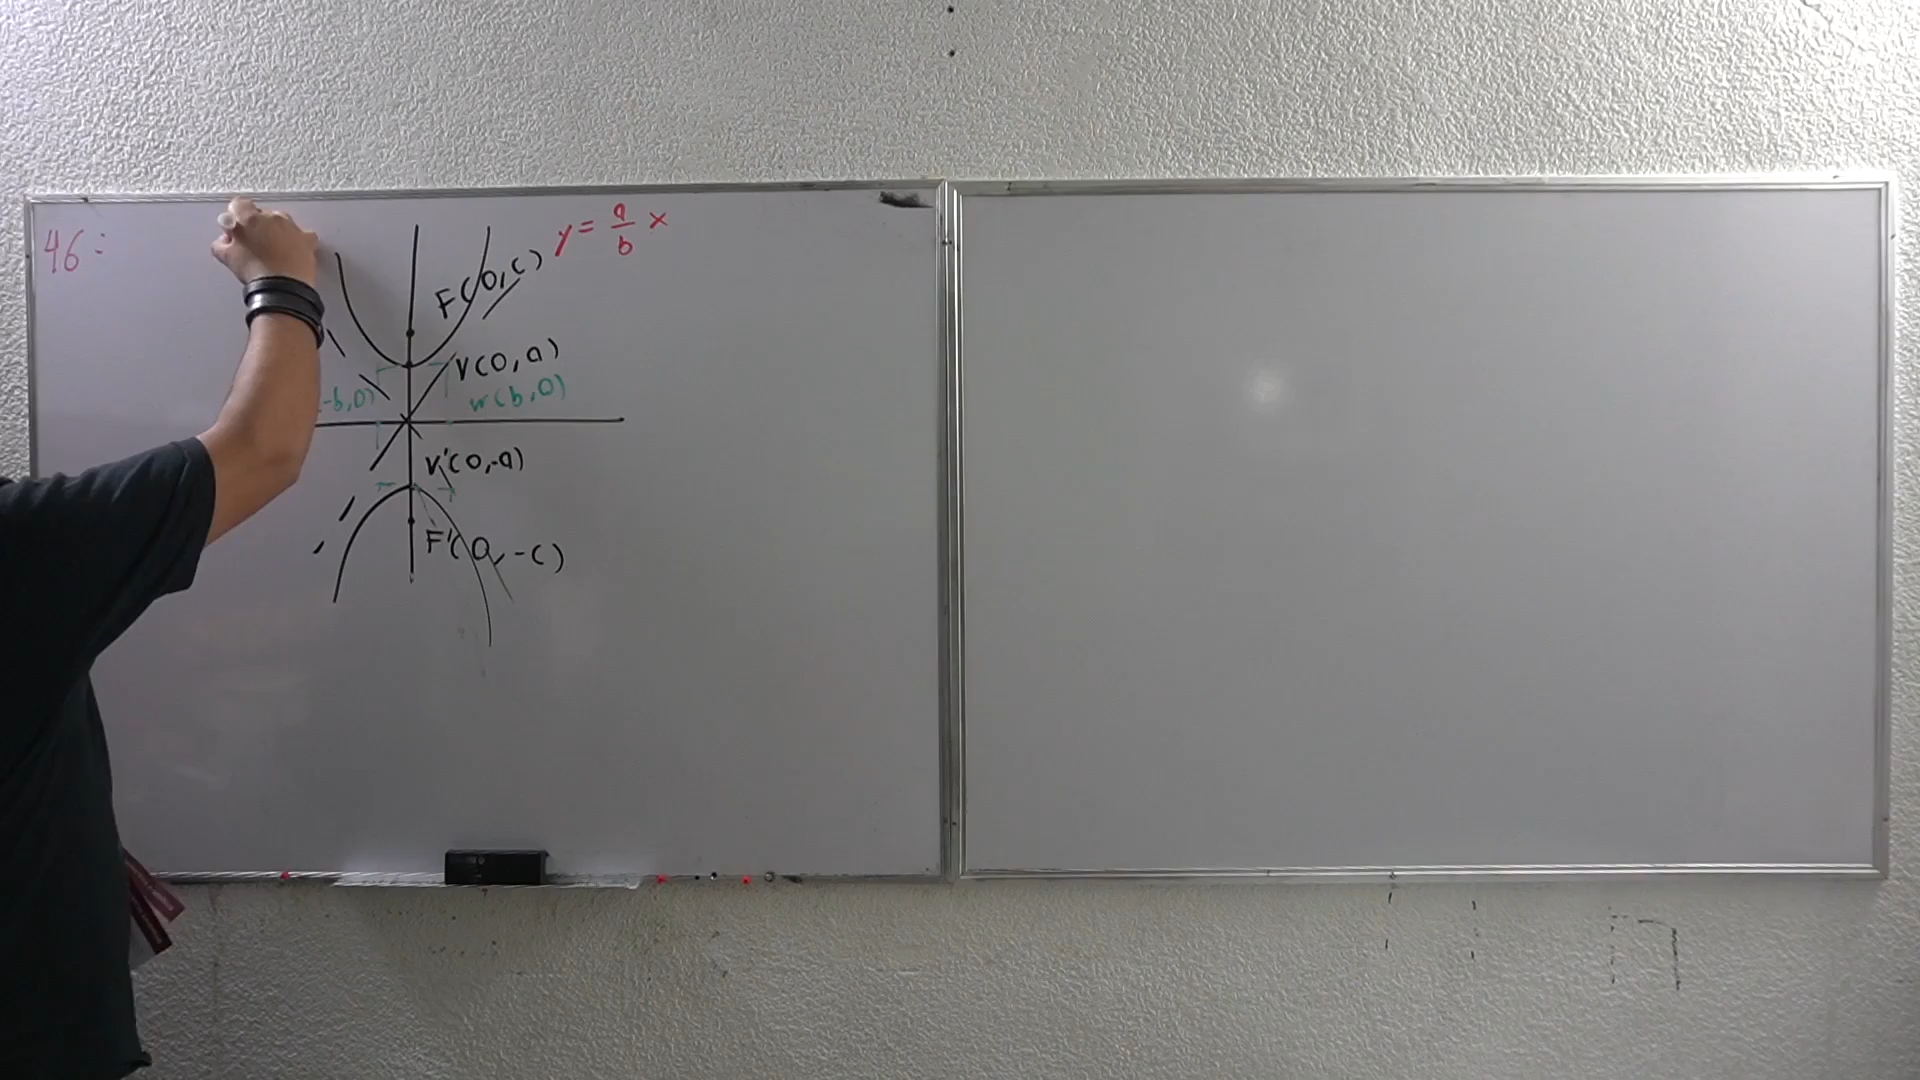 46:
y = a/b x
F(0,c)
V(0,a)
-b,0)
w(b,0)
V'(0,-a)
F'(0,-c)